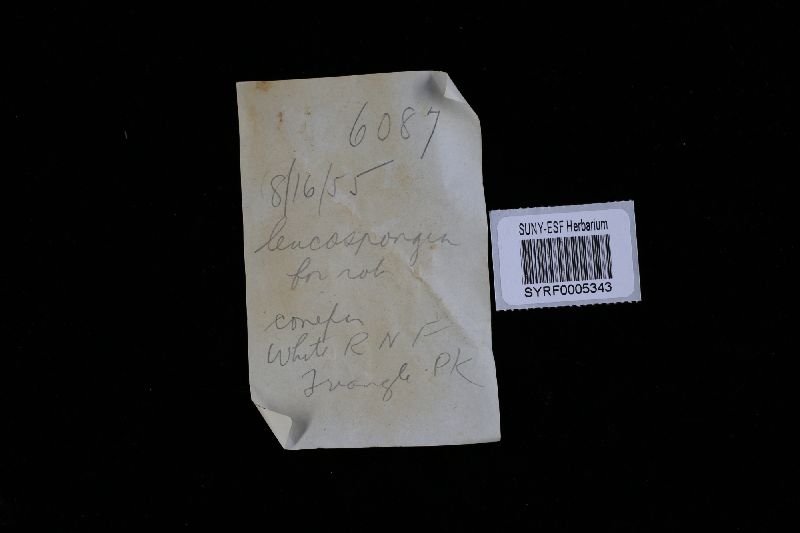 6087
8/16/55
leucospongia
for rot
conifer
White R N F
Triangle PK
SUNY-ESF Herbarium
SYRF0005343